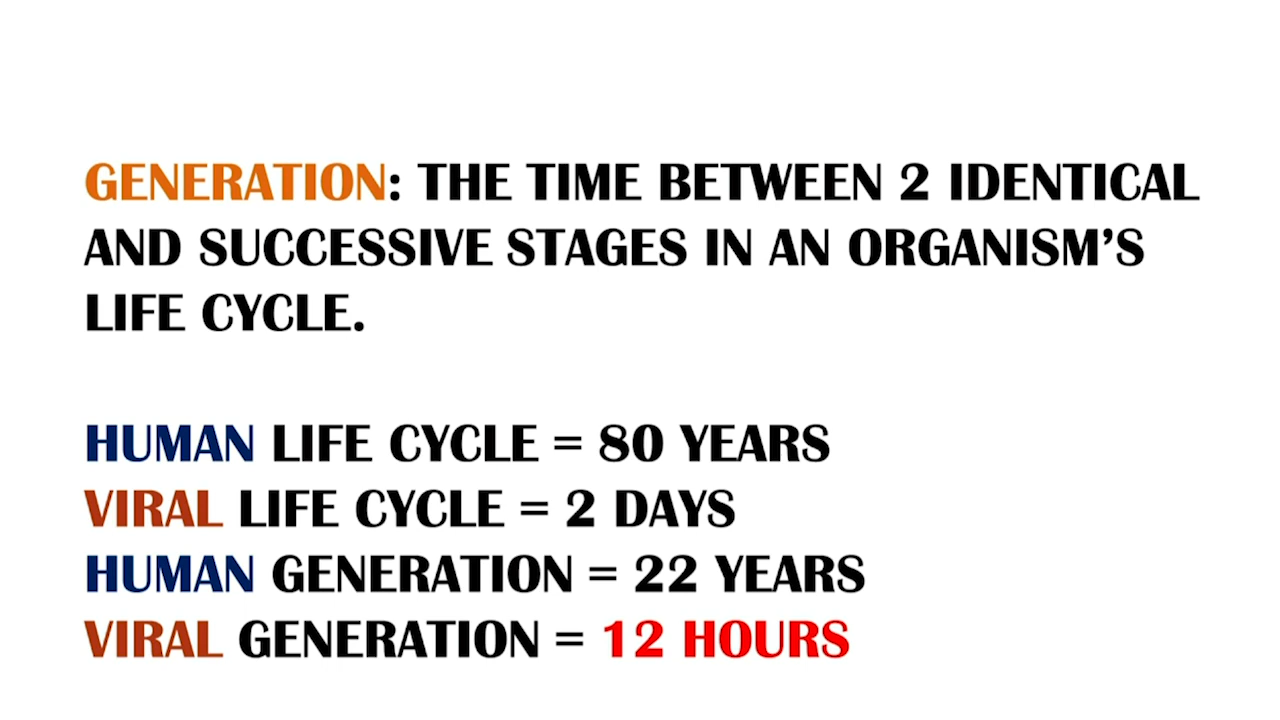 GENERATION: THE TIME BETWEEN 2 IDENTICAL
AND SUCCESSIVE STAGES IN AN ORGANISM’S
LIFE CYCLE.
HUMAN LIFE CYCLE = 80 YEARS
VIRAL LIFE CYCLE = 2 DAYS
HUMAN GENERATION = 22 YEARS
VIRAL GENERATION = 12 HOURS